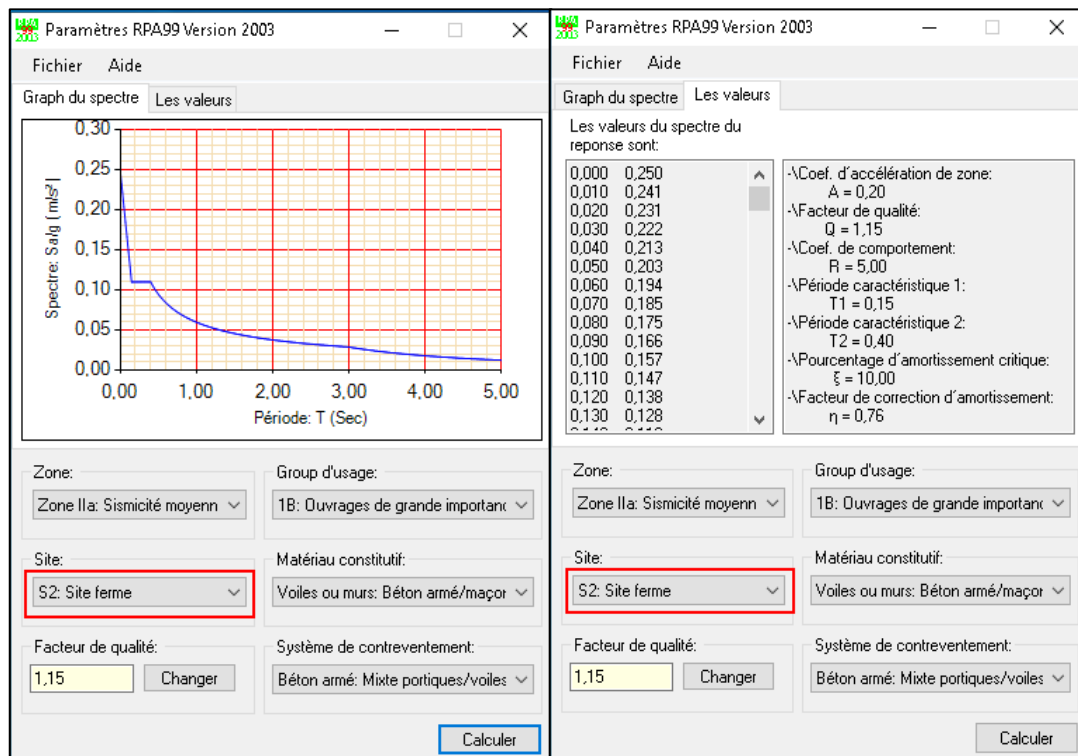 Paramètres RPA99 Version 2003
Fichier Aide
Graph du spectre Les valeurs
Spectre: Sa/g [m/s²]
0,30
0,25
0,20
0,15
0,10
0,05
0,00
0,00 1,00 2,00 3,00 4,00 5,00
Période: T (Sec)
Zone:
Zone IIa: Sismicité moyenn
Group d'usage:
1B: Ouvrages de grande importanc
Site:
S2: Site ferme
Matériau constitutif:
Voiles ou murs: Béton armé/maçor
Facteur de qualité:
1,15 Changer
Système de contreventement:
Béton armé: Mixte portiques/voiles
Calculer
Paramètres RPA99 Version 2003
Fichier Aide
Graph du spectre Les valeurs
Les valeurs du spectre du
reponse sont:
0,000 0,250
0,010 0,241
0,020 0,231
0,030 0,222
0,040 0,213
0,050 0,203
0,060 0,194
0,070 0,185
0,080 0,175
0,090 0,166
0,100 0,157
0,110 0,147
0,120 0,138
0,130 0,128
-\Coef. d´accélération de zone:
A = 0,20
-\Facteur de qualité:
Q = 1,15
-\Coef. de comportement:
R = 5,00
-\Période caractéristique 1:
T1 = 0,15
-\Période caractéristique 2:
T2 = 0,40
-\Pourcentage d´amortissement critique:
ξ = 10,00
-\Facteur de correction d´amortissement:
η = 0,76
Zone:
Zone IIa: Sismicité moyenn
Group d'usage:
1B: Ouvrages de grande importanc
Site:
S2: Site ferme
Matériau constitutif:
Voiles ou murs: Béton armé/maçor
Facteur de qualité:
1,15 Changer
Système de contreventement:
Béton armé: Mixte portiques/voiles
Calculer